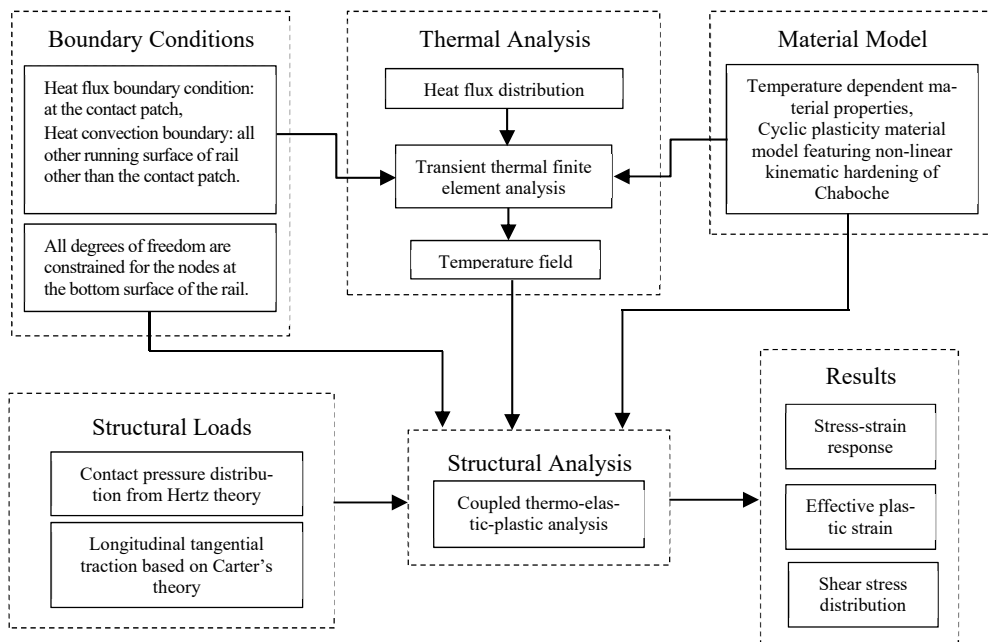 Boundary Conditions
Heat flux boundary condition:
at the contact patch,
Heat convection boundary: all
other running surface of rail
other than the contact patch.
All degrees of freedom are
constrained for the nodes at
the bottom surface of the rail.
Thermal Analysis
Heat flux distribution
Transient thermal finite
element analysis
Temperature field
Material Model
Temperature dependent ma-
terial properties,
Cyclic plasticity material
model featuring non-linear
kinematic hardening of
Chaboche
Structural Loads
Contact pressure distribu-
tion from Hertz theory
Longitudinal tangential
traction based on Carter’s
theory
Structural Analysis
Coupled thermo-elas-
tic-plastic analysis
Results
Stress-strain
response
Effective plas-
tic strain
Shear stress
distribution